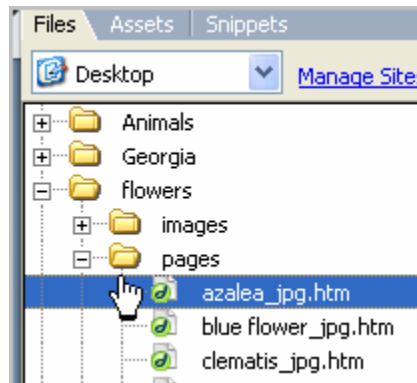 Files Assets Snippets
Desktop Manage Site
Animals
Georgia
flowers
images
pages
azalea_jpg.htm
blue flower_jpg.htm
clematis_jpg.htm